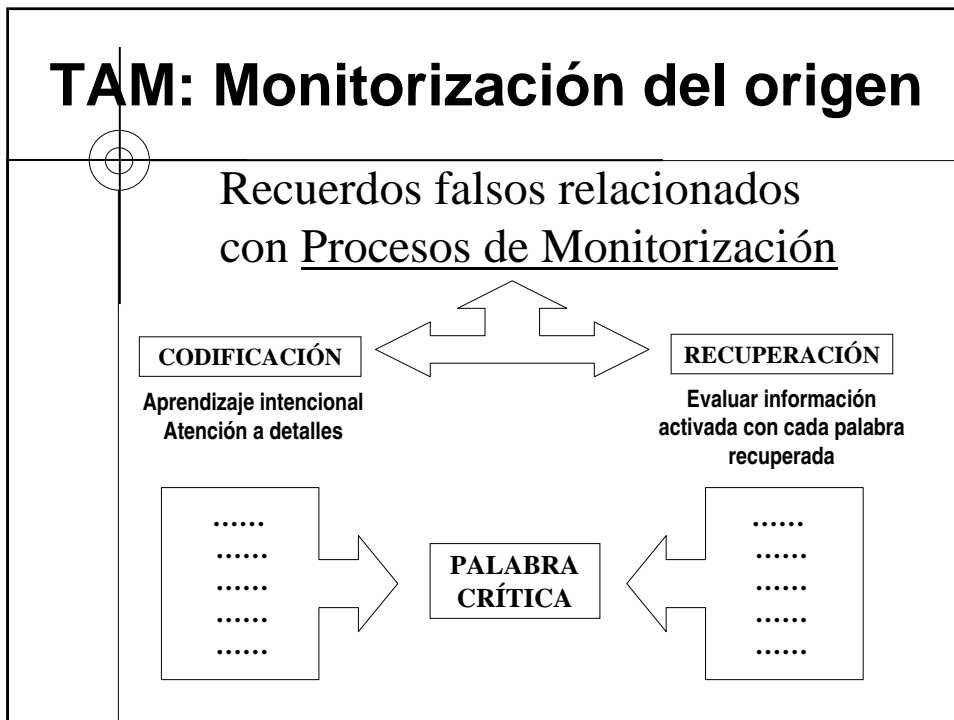 TAM: Monitorización del origen
Recuerdos falsos relacionados
con Procesos de Monitorización
CODIFICACIÓN
Aprendizaje intencional
Atención a detalles
RECUPERACIÓN
Evaluar información
activada con cada palabra
recuperada
......
......
......
......
......
PALABRA
CRÍTICA
......
......
......
......
......